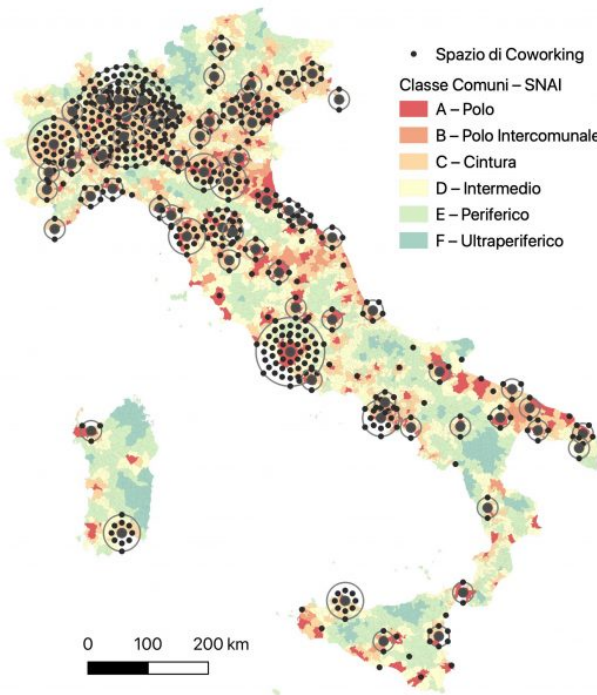 Spazio di Coworking
Classe Comuni – SNAI
A – Polo
B – Polo Intercomunale
C – Cintura
D – Intermedio
E – Periferico
F – Ultraperiferico
0 100 200 km